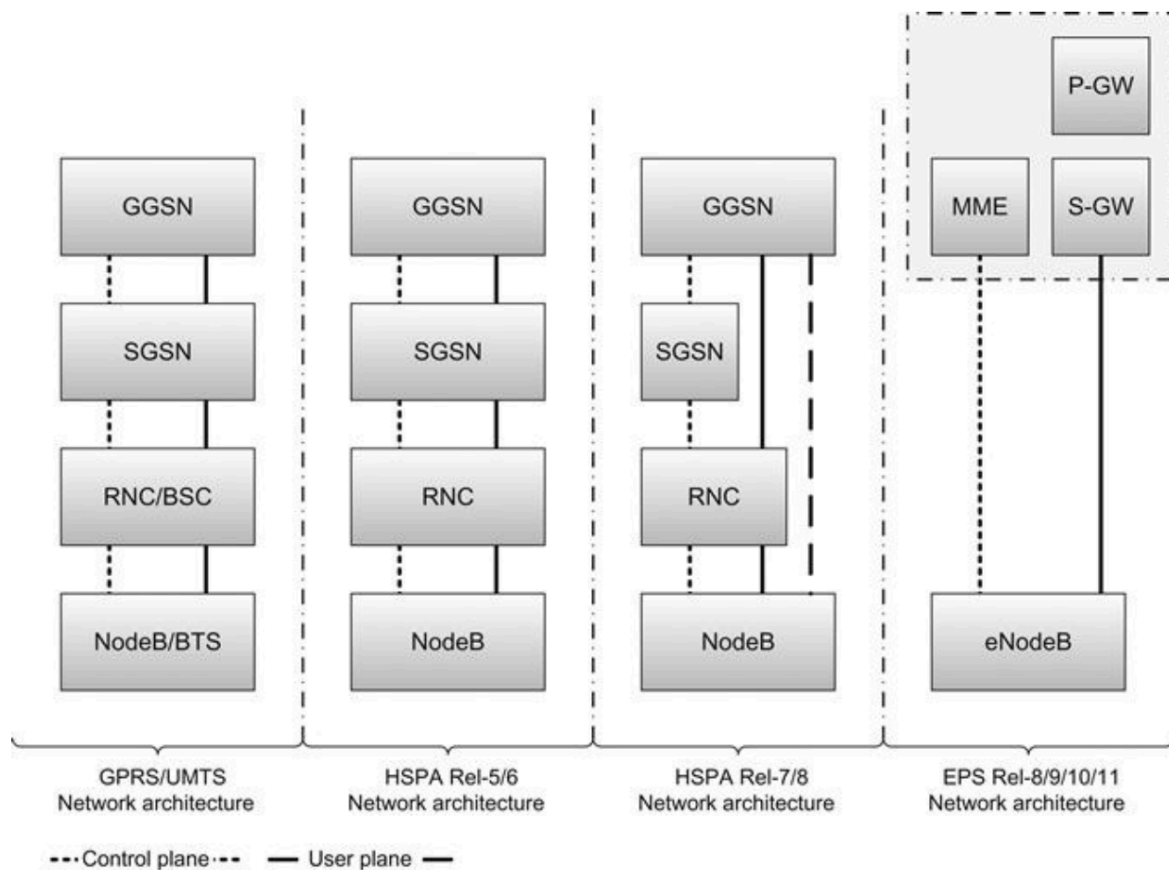 P-GW
GGSN
GGSN
GGSN
MME
S-GW
SGSN
SGSN
SGSN
RNC/BSC
RNC
RNC
NodeB/BTS
NodeB
NodeB
eNodeB
GPRS/UMTS
Network architecture
HSPA Rel-5/6
Network architecture
HSPA Rel-7/8
Network architecture
EPS Rel-8/9/10/11
Network architecture
Control plane
User plane